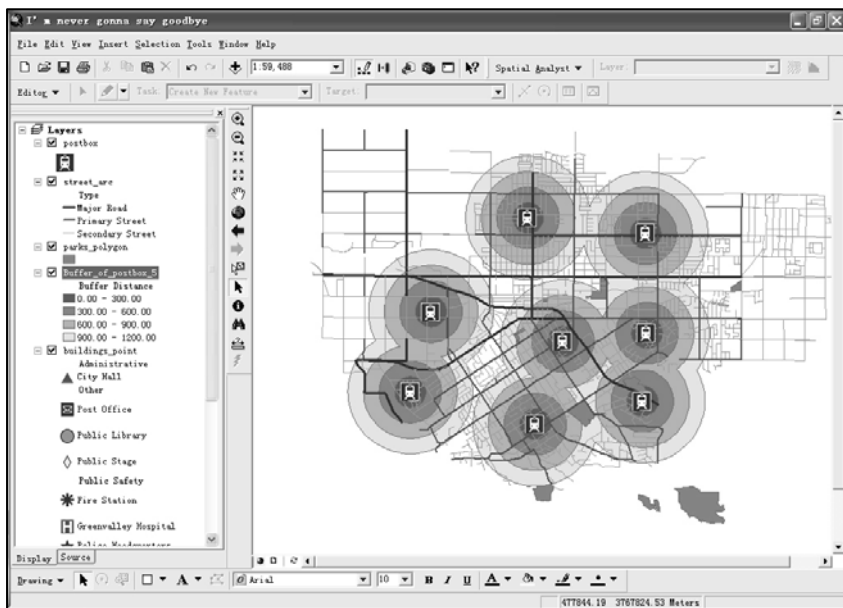 I' m never gonna say goodbye
File Edit View Insert Selection Tools Window Help
1:59,488 Spatial Analyst Layer:
Editor Task: Create New Feature Target:
Layers
postbox
street_arc
Type
Major Road
Primary Street
Secondary Street
parks_polygon
Buffer_of_postbox_5
Buffer Distance
0.00 - 300.00
300.00 - 600.00
600.00 - 900.00
900.00 - 1200.00
buildings_point
Administrative
City Hall
Other
Post Office
Public Library
Public Stage
Public Safety
Fire Station
Greenvalley Hospital
Police Headquarters
Display Source
Drawing A Arial 10 B I U A
477844.19 3767824.53 Meters